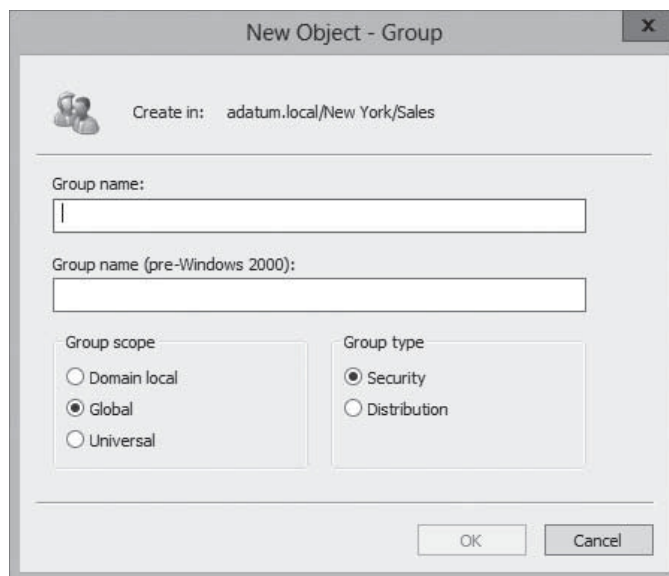 New Object - Group
x
Create in: adatum.local/New York/Sales
Group name:
Group name (pre-Windows 2000):
Group scope
Domain local
Global
Universal
Group type
Security
Distribution
OK
Cancel